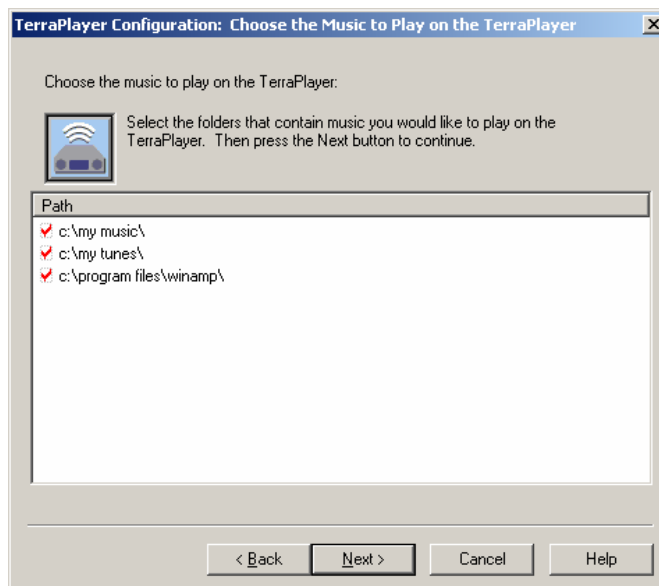 TerraPlayer Configuration: Choose the Music to Play on the TerraPlayer
Choose the music to play on the TerraPlayer:
Select the folders that contain music you would like to play on the
TerraPlayer. Then press the Next button to continue.
Path
c:\my music\
c:\my tunes\
c:\program files\winamp\
< Back
Next >
Cancel
Help